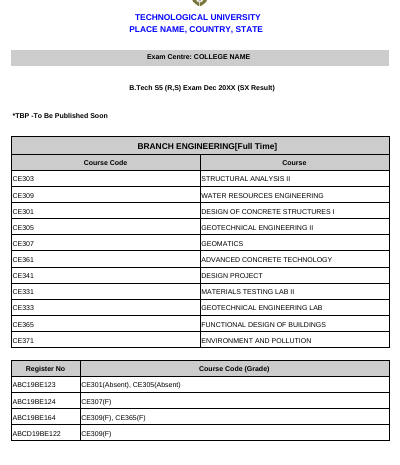 TECHNOLOGICAL UNIVERSITY
PLACE NAME, COUNTRY, STATE
Exam Centre: COLLEGE NAME
B.Tech S5 (R,S) Exam Dec 20XX (SX Result)
*TBP -To Be Published Soon
BRANCH ENGINEERING[Full Time]
Course Code Course
CE303 STRUCTURAL ANALYSIS II
CE309 WATER RESOURCES ENGINEERING
CE301 DESIGN OF CONCRETE STRUCTURES I
CE305 GEOTECHNICAL ENGINEERING II
CE307 GEOMATICS
CE361 ADVANCED CONCRETE TECHNOLOGY
CE341 DESIGN PROJECT
CE331 MATERIALS TESTING LAB II
CE333 GEOTECHNICAL ENGINEERING LAB
CE365 FUNCTIONAL DESIGN OF BUILDINGS
CE371 ENVIRONMENT AND POLLUTION
Register No Course Code (Grade)
ABC19BE123 CE301(Absent), CE305(Absent)
ABC19BE124 CE307(F)
ABC19BE164 CE309(F), CE365(F)
ABCD19BE122 CE309(F)